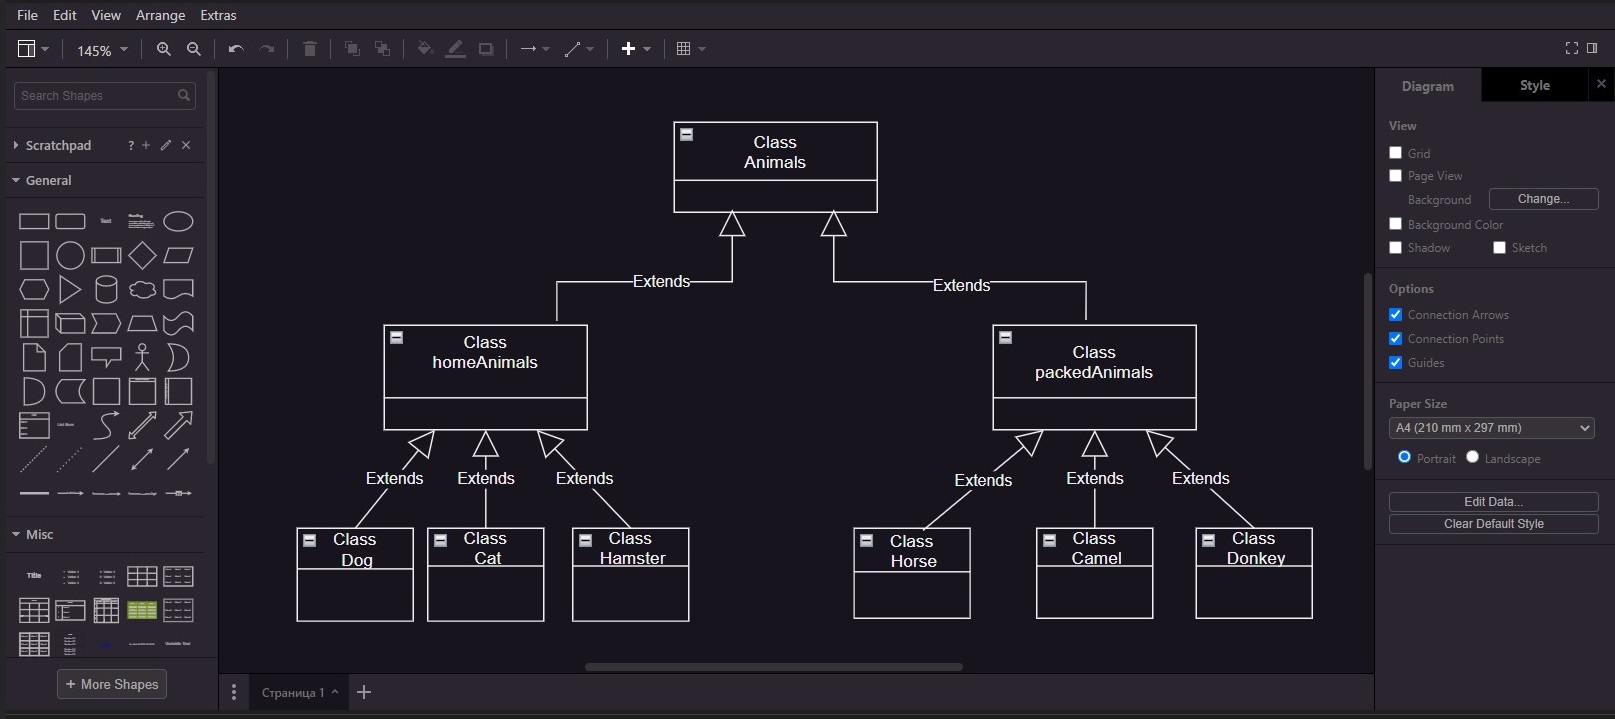 File Edit View Arrange Extras
145%
Search Shapes
Scratchpad ? + ×
General
Text
Heading
List Item
Misc
Title
+ More Shapes
Class
Animals
Extends
Extends
Class
homeAnimals
Class
packedAnimals
Extends
Extends
Extends
Extends
Extends
Extends
Class
Dog
Class
Cat
Class
Hamster
Class
Horse
Class
Camel
Class
Donkey
Страница 1
Diagram Style
View
Grid
Page View
Background Change...
Background Color
Shadow Sketch
Options
Connection Arrows
Connection Points
Guides
Paper Size
A4 (210 mm x 297 mm)
Portrait Landscape
Edit Data...
Clear Default Style